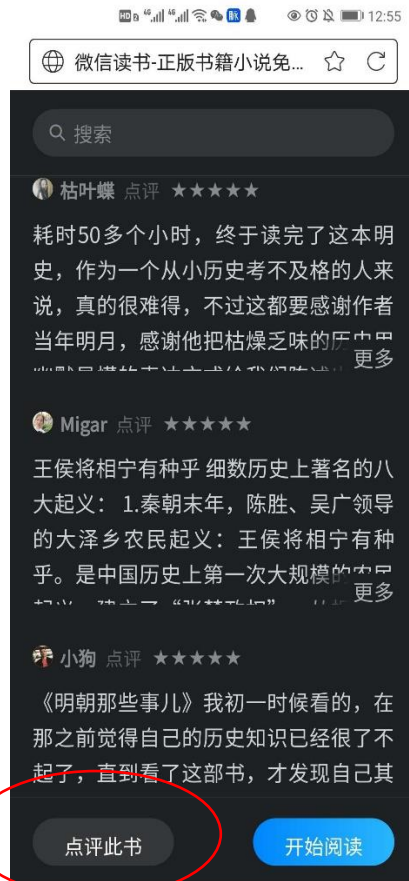 12:55
微信读书-正版书籍小说免...
搜索
枯叶蝶 点评 ★★★★★
耗时50多个小时，终于读完了这本明
史，作为一个从小历史考不及格的人来
说，真的很难得，不过这都要感谢作者
当年明月，感谢他把枯燥乏味的历史用
更多
Migar 点评 ★★★★★
王侯将相宁有种乎 细数历史上著名的八
大起义： 1.秦朝末年，陈胜、吴广领导
的大泽乡农民起义：王侯将相宁有种
乎。是中国历史上第一次大规模的农民
更多
小狗 点评 ★★★★★
《明朝那些事儿》我初一时候看的，在
那之前觉得自己的历史知识已经很了不
起了，直到看了这部书，才发现自己其
点评此书
开始阅读